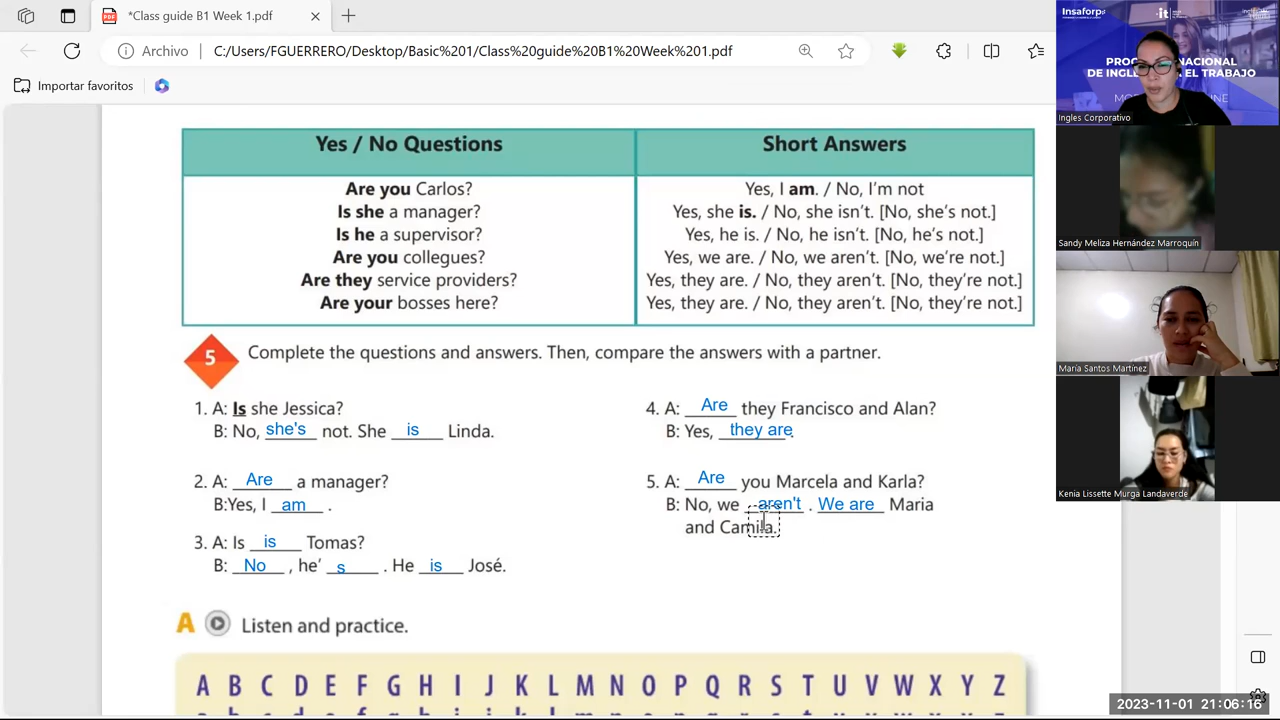 *Class guide B1 Week 1.pdf
Archivo
C:/Users/FGUERRERO/Desktop/Basic%201/Class%20guide%20B1%20Week%201.pdf
Importar favoritos
Yes / No Questions
Short Answers
Are you Carlos?
Yes, I am. / No, I'm not
Is she a manager?
Yes, she is. / No, she isn't. [No, she's not.]
Is he a supervisor?
Yes, he is. / No, he isn't. [No, he's not.]
Are you collegues?
Yes, we are. / No, we aren't. [No, we're not.]
Are they service providers?
Yes, they are. / No, they aren't. [No, they're not.]
Are your bosses here?
Yes, they are. / No, they aren't. [No, they're not.]
5 Complete the questions and answers. Then, compare the answers with a partner.
1. A: Is she Jessica?
B: No, she's not. She is Linda.
2. A: Are a manager?
B:Yes, I am .
3. A: Is is Tomas?
B: No , he' s . He is José.
4. A: Are they Francisco and Alan?
B: Yes, they are .
5. A: Are you Marcela and Karla?
B: No, we aren't . We are Maria
and Camila.
A Listen and practice.
A B C D E F G H I J K L M N O P Q R S T U V W X Y Z
Insaforp
it
PROG NACIONAL
DE INGLE EL TRABAJO
Ingles Corporativo
Sandy Meliza Hernández Marroquín
María Santos Martinez
Kenia Lissette Murga Landaverde
2023-11-01 21:06:16